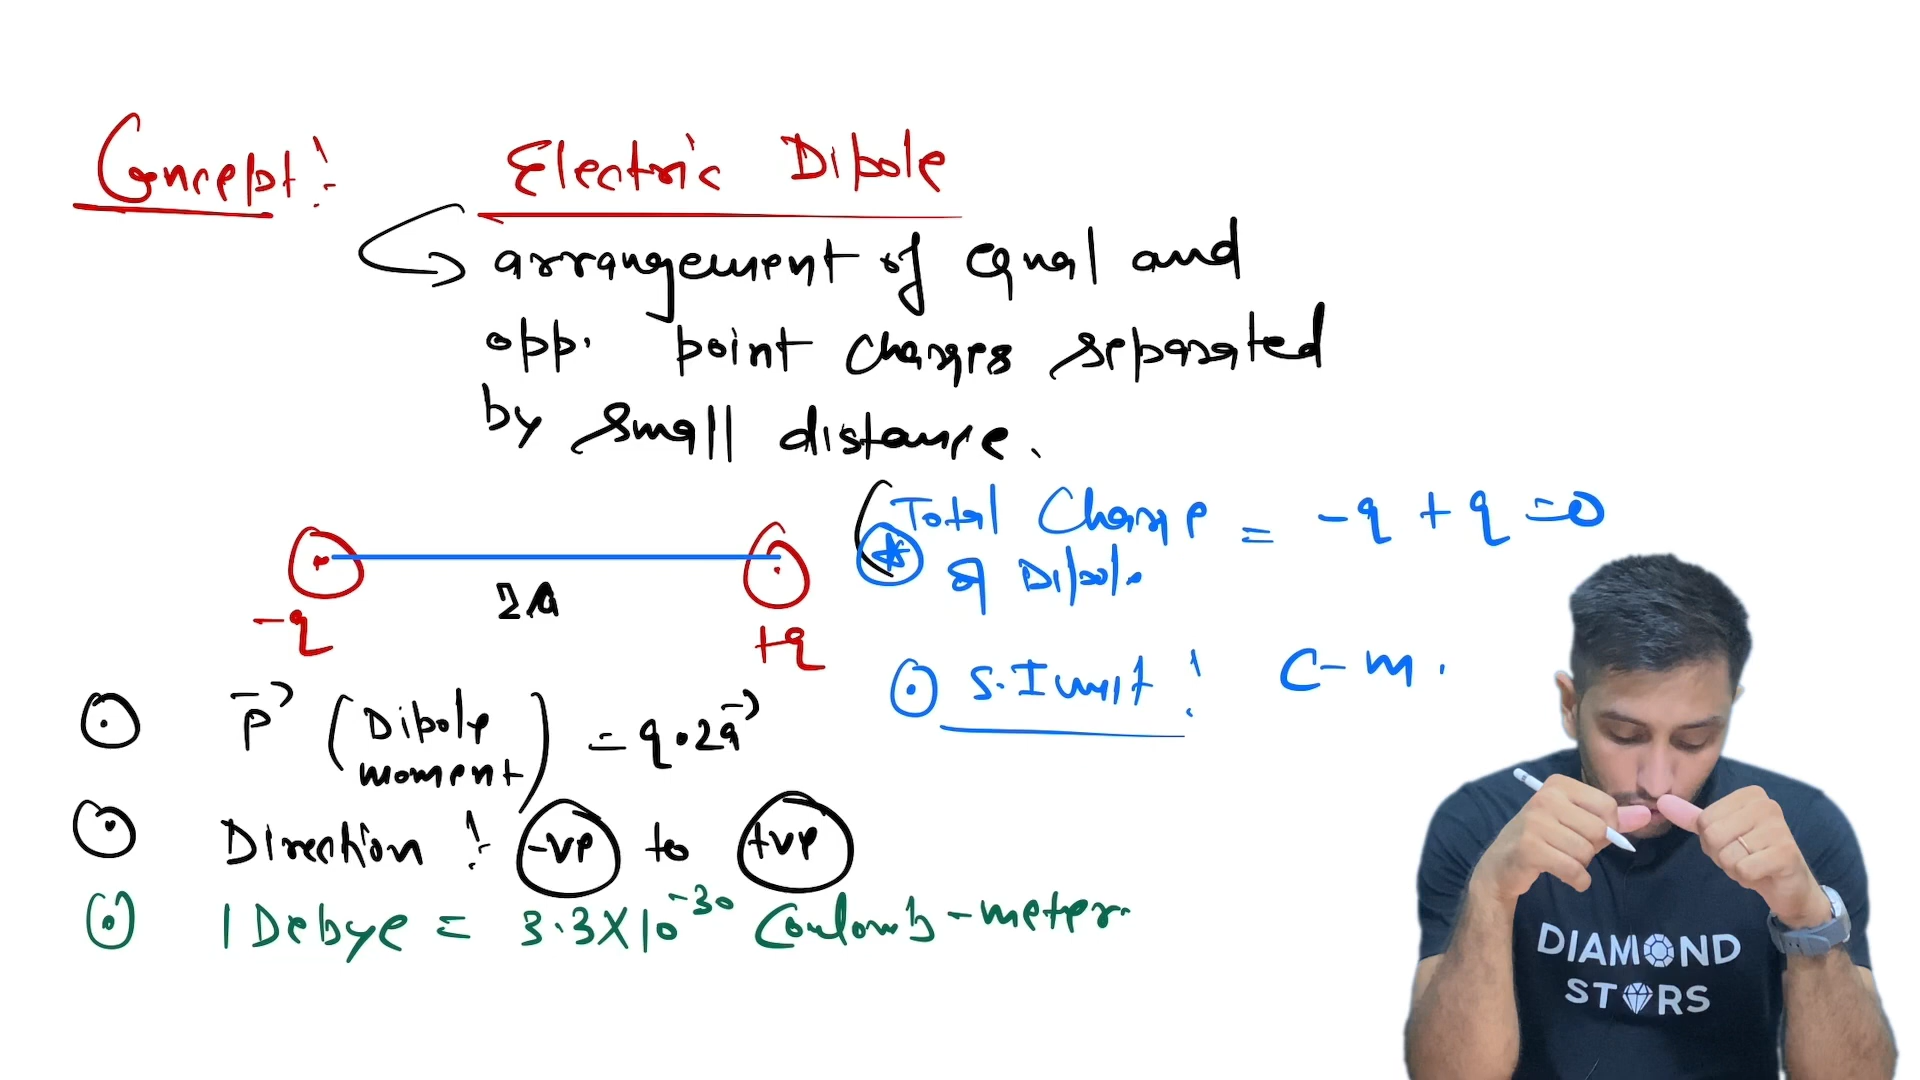 Concept:
Electric Dipole
arrangement of equal and
opp. point charges separated
by small distance.
Total Charge = -q + q = 0
of Dipole
2a
-q
+q
S.I unit: C-m.
p⃗ (Dipole moment) = q.2a⃗
Direction: -ve to +ve
1 Debye = 3.3×10⁻³⁰ Coulomb-meter.
DIAMOND
STARS